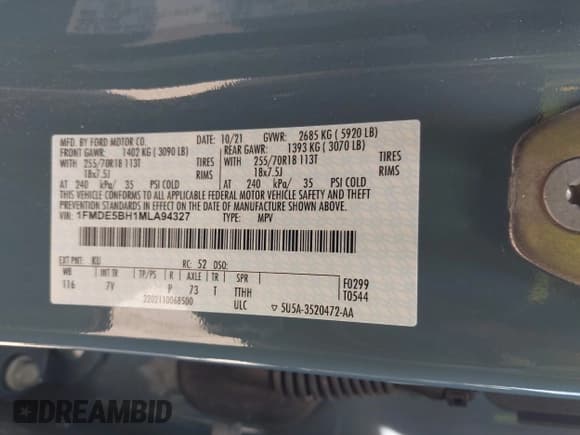 MFD. BY FORD MOTOR CO. DATE: 10/21 GVWR: 2685 KG ( 5920 LB)
FRONT GAWR: 1402 KG ( 3090 LB) REAR GAWR: 1393 KG ( 3070 LB)
WITH 255/70R18 113T TIRES WITH 255/70R18 113T TIRES
18x7.5J RIMS 18x7.5J RIMS
AT 240 kPa/ 35 PSI COLD AT 240 kPa/ 35 PSI COLD
THIS VEHICLE CONFORMS TO ALL APPLICABLE FEDERAL MOTOR VEHICLE SAFETY AND THEFT PREVENTION STANDARDS IN EFFECT ON THE DATE OF MANUFACTURE SHOWN ABOVE.
VIN: 1FMDE5BH1MLA94327 TYPE: MPV
EXT PNT: KU RC: 52 DSO: F0299
WB INT TR TP/PS R AXLE TR SPR T0544
116 7V P 73 T TTHH
2202110068500 ULC ▽ 5U5A-3520472-AA
DREAMBID